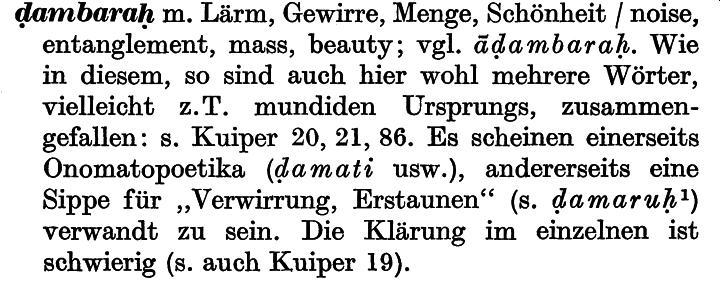 ḍambaraḥ m. Lärm, Gewirre, Menge, Schönheit / noise,
entanglement, mass, beauty; vgl. āḍambaraḥ. Wie
in diesem, so sind auch hier wohl mehrere Wörter,
vielleicht z.T. mundiden Ursprungs, zusammen-
gefallen: s. Kuiper 20, 21, 86. Es scheinen einerseits
Onomatopoetika (ḍamati usw.), andererseits eine
Sippe für „Verwirrung, Erstaunen“ (s. ḍamaruḥ¹)
verwandt zu sein. Die Klärung im einzelnen ist
schwierig (s. auch Kuiper 19).